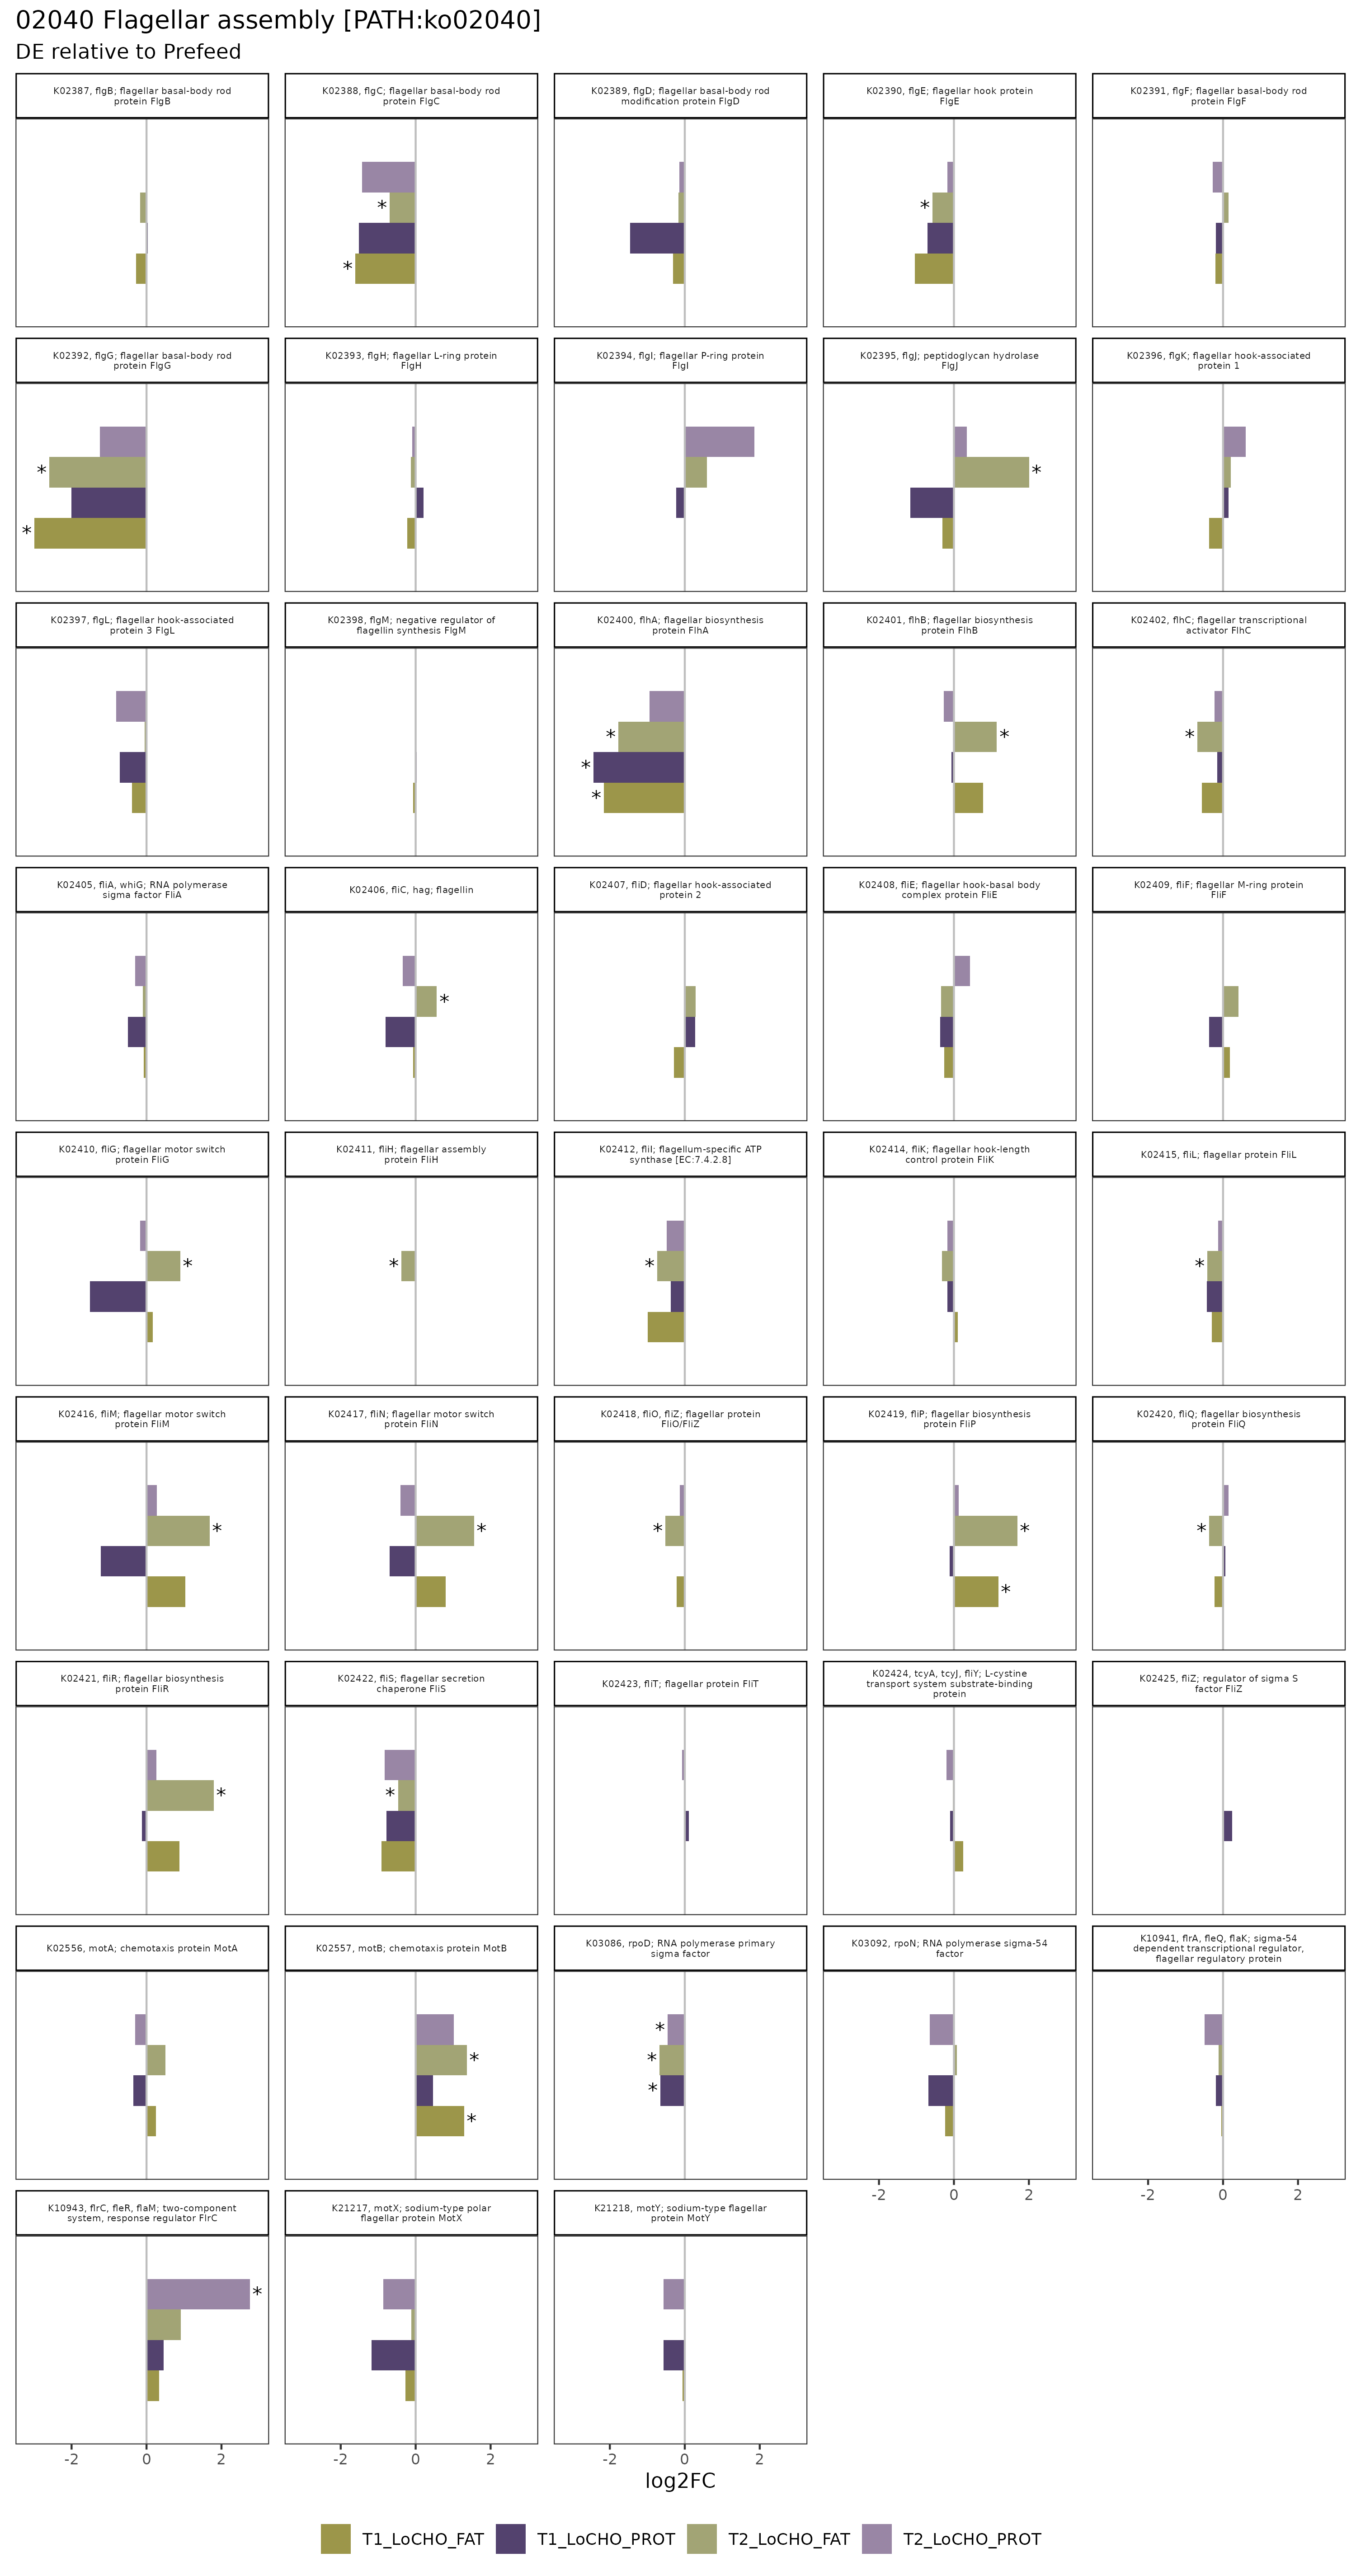 02040 Flagellar assembly [PATH:ko02040]
DE relative to Prefeed
K02387, flgB; flagellar basal-body rod
protein FlgB
K02388, flgC; flagellar basal-body rod
protein FlgC
K02389, flgD; flagellar basal-body rod
modification protein FlgD
K02390, flgE; flagellar hook protein
FlgE
K02391, flgF; flagellar basal-body rod
protein FlgF
*
*
*
K02392, flgG; flagellar basal-body rod
protein FlgG
K02393, flgH; flagellar L-ring protein
FlgH
K02394, flgI; flagellar P-ring protein
FlgI
K02395, flgJ; peptidoglycan hydrolase
FlgJ
K02396, flgK; flagellar hook-associated
protein 1
*
*
*
K02397, flgL; flagellar hook-associated
protein 3 FlgL
K02398, flgM; negative regulator of
flagellin synthesis FlgM
K02400, flhA; flagellar biosynthesis
protein FlhA
K02401, flhB; flagellar biosynthesis
protein FlhB
K02402, flhC; flagellar transcriptional
activator FlhC
*
*
*
*
*
K02405, fliA, whiG; RNA polymerase
sigma factor FliA
K02406, fliC, hag; flagellin
K02407, fliD; flagellar hook-associated
protein 2
K02408, fliE; flagellar hook-basal body
complex protein FliE
K02409, fliF; flagellar M-ring protein
FliF
*
K02410, fliG; flagellar motor switch
protein FliG
K02411, fliH; flagellar assembly
protein FliH
K02412, fliI; flagellum-specific ATP
synthase [EC:7.4.2.8]
K02414, fliK; flagellar hook-length
control protein FliK
K02415, fliL; flagellar protein FliL
*
*
*
*
K02416, fliM; flagellar motor switch
protein FliM
K02417, fliN; flagellar motor switch
protein FliN
K02418, fliO, fliZ; flagellar protein
FliO/FliZ
K02419, fliP; flagellar biosynthesis
protein FliP
K02420, fliQ; flagellar biosynthesis
protein FliQ
*
*
*
*
*
*
K02421, fliR; flagellar biosynthesis
protein FliR
K02422, fliS; flagellar secretion
chaperone FliS
K02423, fliT; flagellar protein FliT
K02424, tcyA, tcyJ, fliY; L-cystine
transport system substrate-binding
protein
K02425, fliZ; regulator of sigma S
factor FliZ
*
*
K02556, motA; chemotaxis protein MotA
K02557, motB; chemotaxis protein MotB
K03086, rpoD; RNA polymerase primary
sigma factor
K03092, rpoN; RNA polymerase sigma-54
factor
K10941, flrA, fleQ, flaK; sigma-54
dependent transcriptional regulator,
flagellar regulatory protein
*
*
*
*
*
-2 0 2
-2 0 2
K10943, flrC, fleR, flaM; two-component
system, response regulator FlrC
K21217, motX; sodium-type polar
flagellar protein MotX
K21218, motY; sodium-type flagellar
protein MotY
*
-2 0 2
-2 0 2
-2 0 2
log2FC
T1_LoCHO_FAT T1_LoCHO_PROT T2_LoCHO_FAT T2_LoCHO_PROT